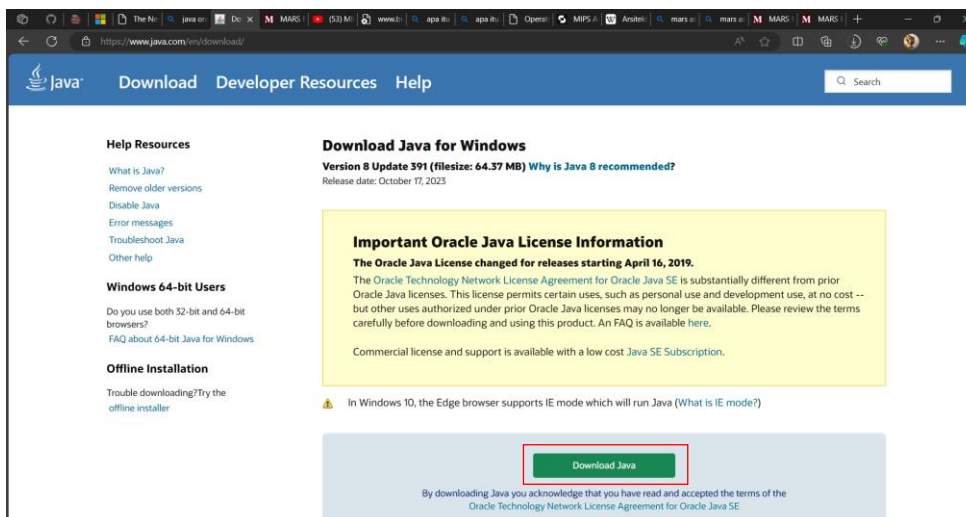 The Ne
java or
Do
MARS
(53) MI
www.b
apa itu
apa itu
Operat
MIPS A
Arsitek
mars a
mars a
MARS
MARS
https://www.java.com/en/download/
Java
Download
Developer Resources
Help
Search
Help Resources
What is Java?
Remove older versions
Disable Java
Error messages
Troubleshoot Java
Other help
Windows 64-bit Users
Do you use both 32-bit and 64-bit
browsers?
FAQ about 64-bit Java for Windows
Offline Installation
Trouble downloading?Try the
offline installer
Download Java for Windows
Version 8 Update 391 (filesize: 64.37 MB) Why is Java 8 recommended?
Release date: October 17, 2023
Important Oracle Java License Information
The Oracle Java License changed for releases starting April 16, 2019.
The Oracle Technology Network License Agreement for Oracle Java SE is substantially different from prior
Oracle Java licenses. This license permits certain uses, such as personal use and development use, at no cost --
but other uses authorized under prior Oracle Java licenses may no longer be available. Please review the terms
carefully before downloading and using this product. An FAQ is available here.
Commercial license and support is available with a low cost Java SE Subscription.
In Windows 10, the Edge browser supports IE mode which will run Java (What is IE mode?)
Download Java
By downloading Java you acknowledge that you have read and accepted the terms of the
Oracle Technology Network License Agreement for Oracle Java SE